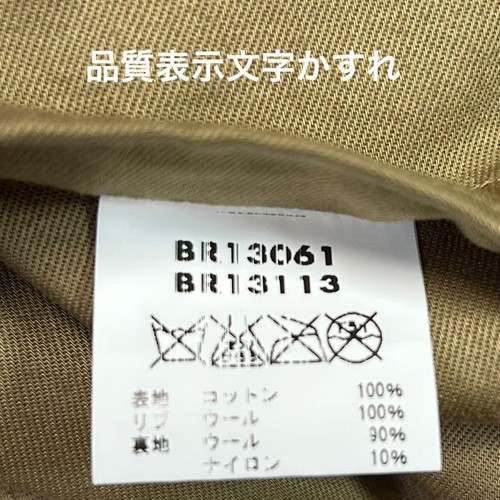 品質表示文字かすれ
BR13061
BR13113
表地 コットン 100%
リブ ウール 100%
裏地 ウール 90%
ナイロン 10%